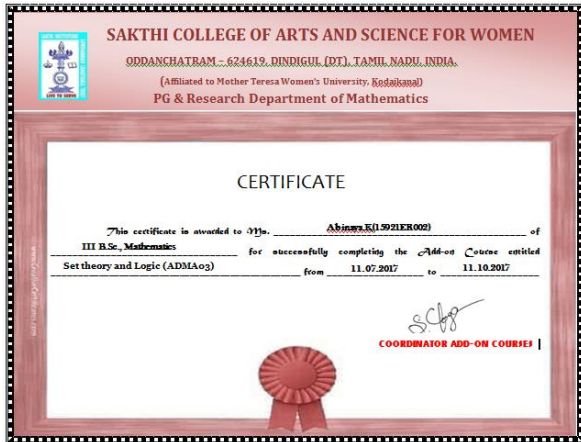 SAKTHI COLLEGE OF ARTS AND SCIENCE FOR WOMEN
ODDANCHATRAM – 624619, DINDIGUL (DT), TAMIL NADU, INDIA.
(Affiliated to Mother Teresa Women's University, Kodaikanal)
PG & Research Department of Mathematics
LIVE TO SERVE
CERTIFICATE
This certificate is awarded to Ms. Abinaya.K(15921ER002) of
III B.Sc., Mathematics for successfully completing the Add-on Course entitled
Set theory and Logic (ADMA03) from 11.07.2017 to 11.10.2017
COORDINATOR ADD-ON COURSES